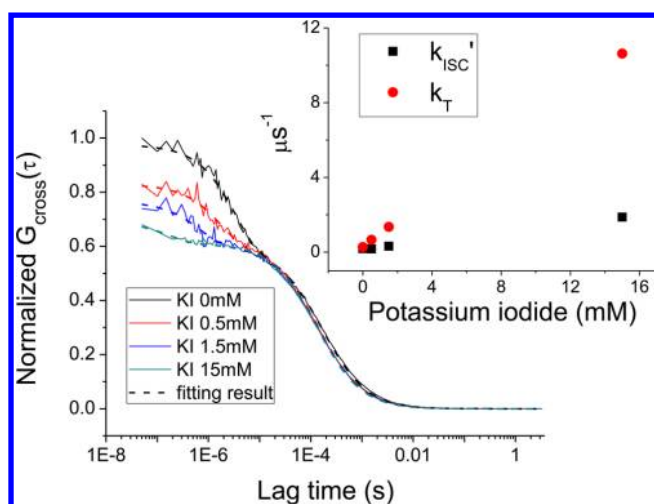 12
8
4
0
μs⁻¹
k_ISC'
k_T
0 4 8 12 16
Potassium iodide (mM)
Normalized G_cross(τ)
1.0
0.8
0.6
0.4
0.2
0.0
KI 0mM
KI 0.5mM
KI 1.5mM
KI 15mM
fitting result
1E-8 1E-6 1E-4 0.01 1
Lag time (s)